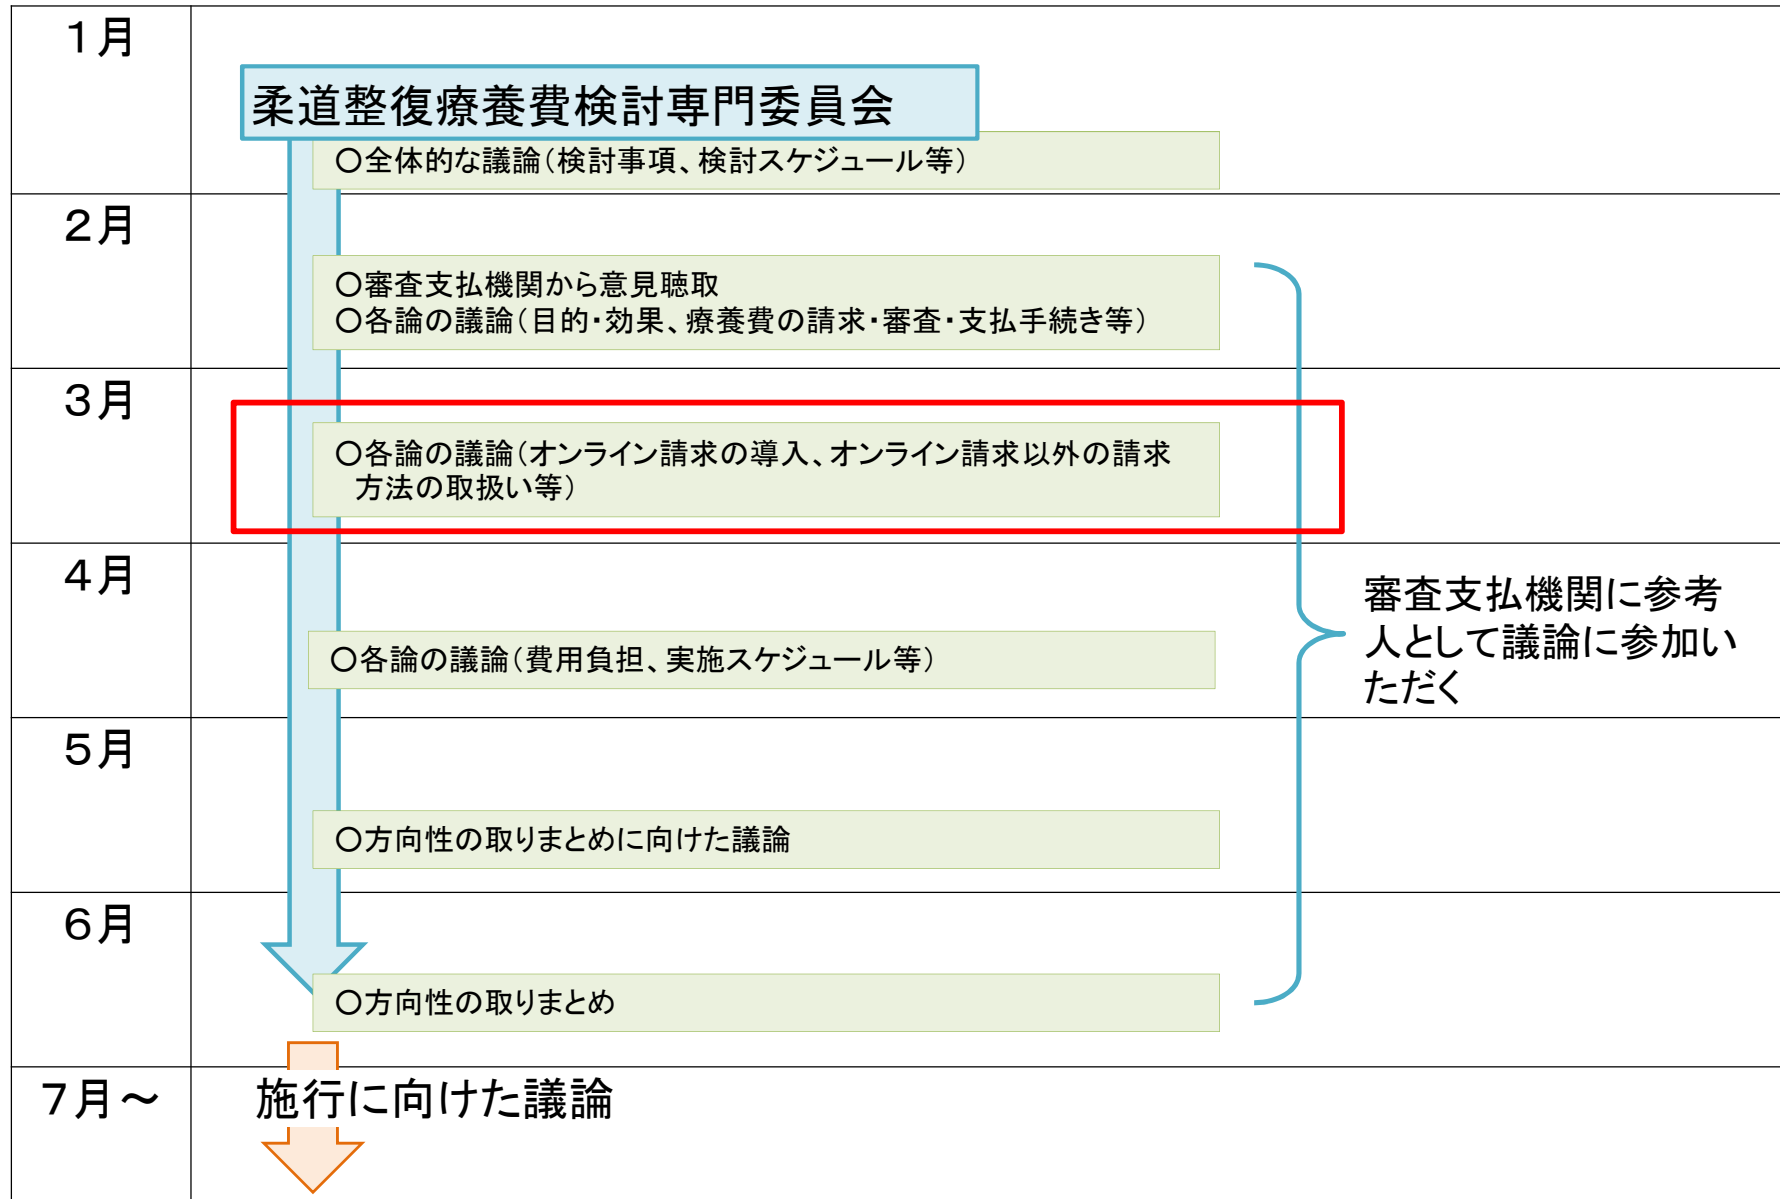 1月
柔道整復療養費検討専門委員会
○全体的な議論（検討事項、検討スケジュール等）
2月
○審査支払機関から意見聴取
○各論の議論（目的・効果、療養費の請求・審査・支払手続き等）
3月
○各論の議論（オンライン請求の導入、オンライン請求以外の請求
方法の取扱い等）
4月
○各論の議論（費用負担、実施スケジュール等）
審査支払機関に参考
人として議論に参加い
ただく
5月
○方向性の取りまとめに向けた議論
6月
○方向性の取りまとめ
7月～
施行に向けた議論